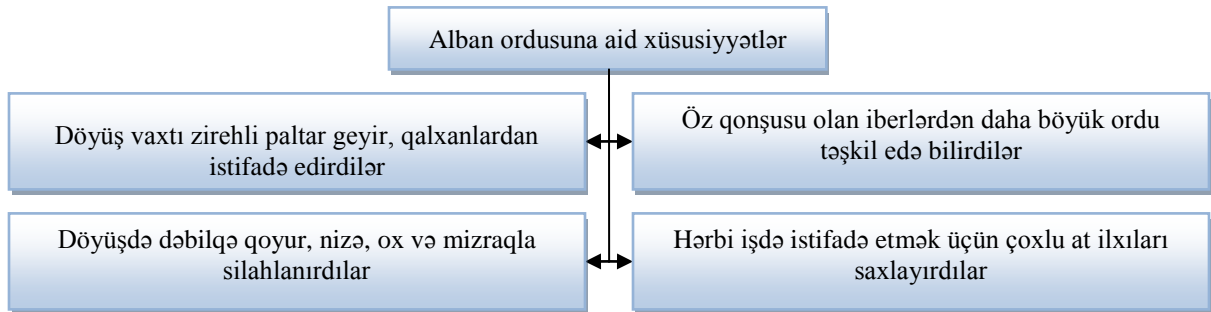 Alban ordusuna aid xüsusiyyətlər
Döyüş vaxtı zirehli paltar geyir, qalxanlardan
istifadə edirdilər
Öz qonşusu olan iberlərdən daha böyük ordu
təşkil edə bilirdilər
Döyüşdə dəbilqə qoyur, nizə, ox və mizraqla
silahlanırdılar
Hərbi işdə istifadə etmək üçün çoxlu at ilxıları
saxlayırdılar